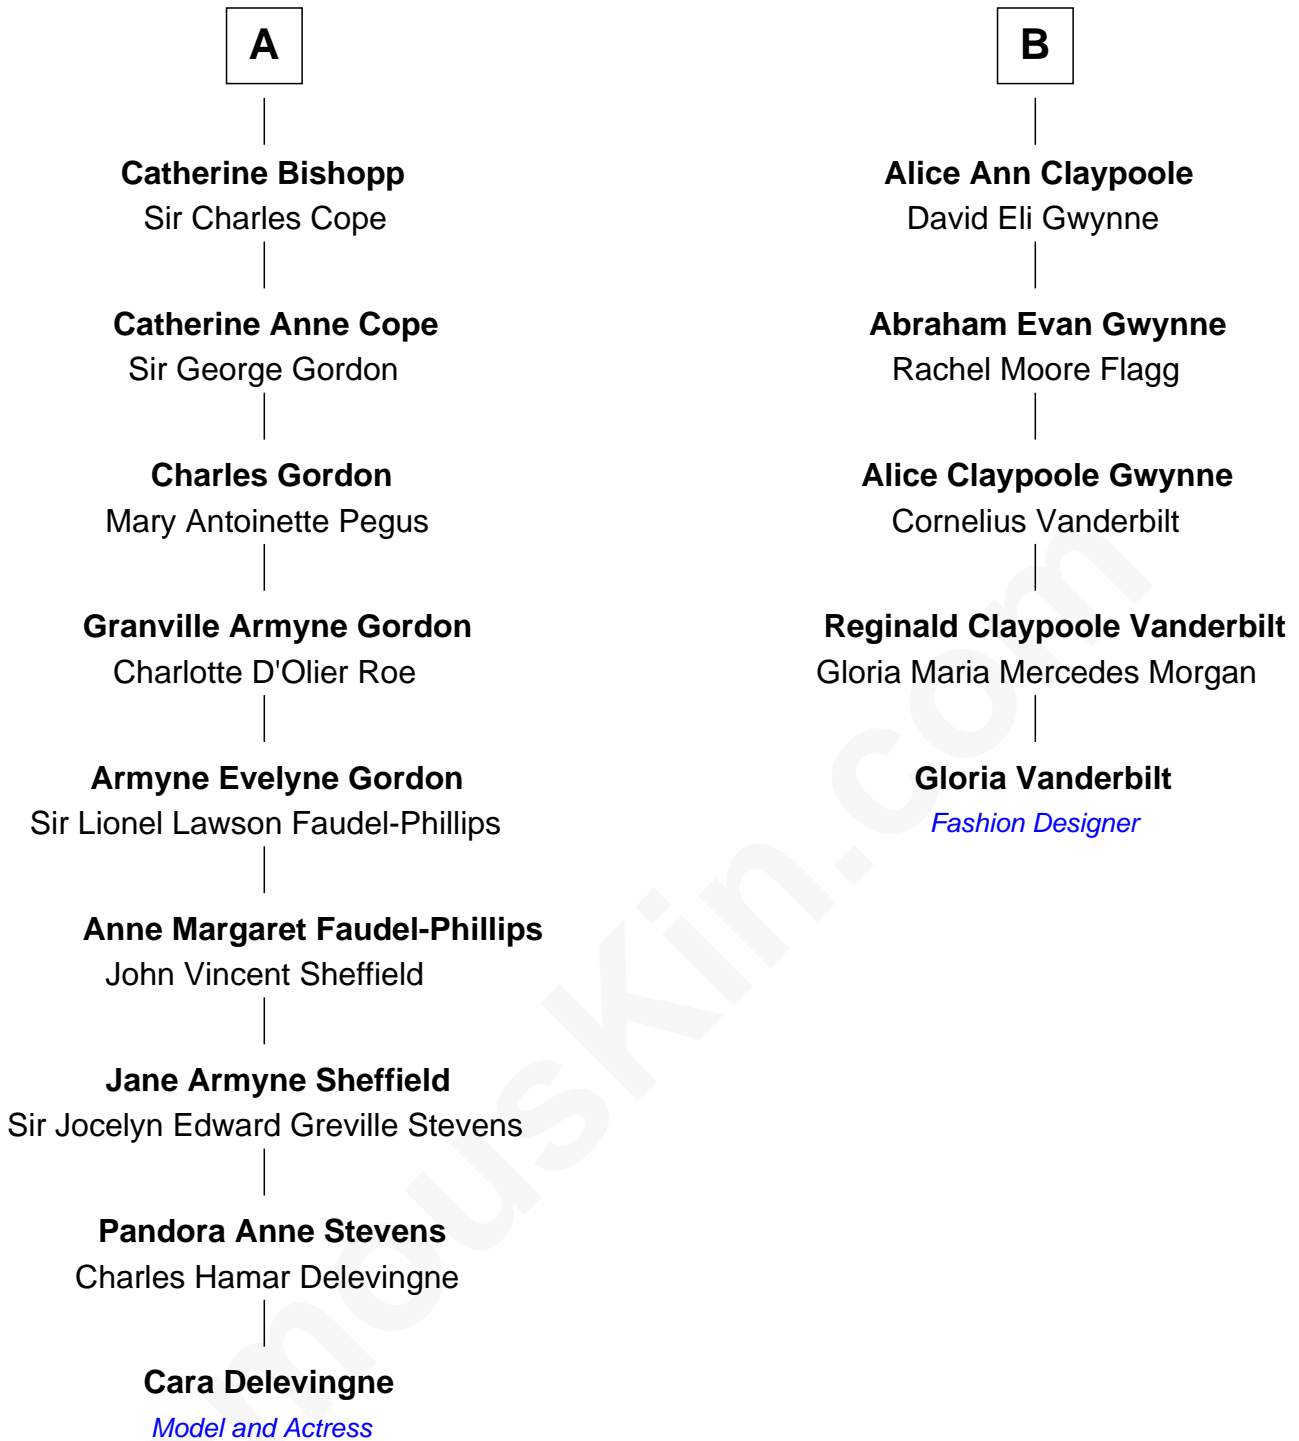 A
Catherine Bishopp
Sir Charles Cope
Catherine Anne Cope
Sir George Gordon
Charles Gordon
Mary Antoinette Pegus
Granville Armyne Gordon
Charlotte D'Olier Roe
Armyne Evelyne Gordon
Sir Lionel Lawson Faudel-Phillips
Anne Margaret Faudel-Phillips
John Vincent Sheffield
Jane Armyne Sheffield
Sir Jocelyn Edward Greville Stevens
Pandora Anne Stevens
Charles Hamar Delevingne
Cara Delevingne
Model and Actress
B
Alice Ann Claypoole
David Eli Gwynne
Abraham Evan Gwynne
Rachel Moore Flagg
Alice Claypoole Gwynne
Cornelius Vanderbilt
Reginald Claypoole Vanderbilt
Gloria Maria Mercedes Morgan
Gloria Vanderbilt
Fashion Designer
mousKin.com